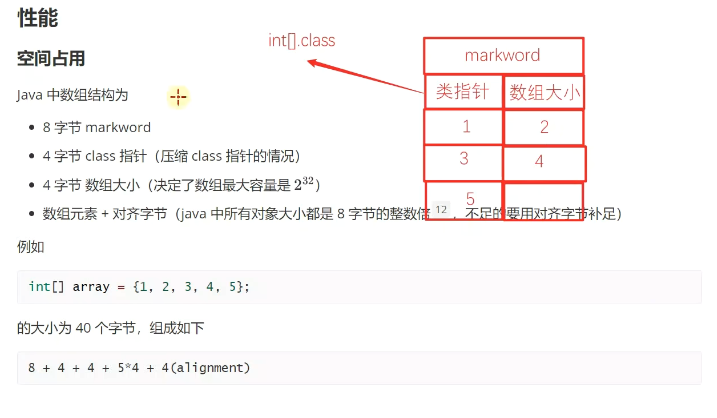 性能
空间占用
Java 中数组结构为
• 8 字节 markword
• 4 字节 class 指针（压缩 class 指针的情况）
• 4 字节 数组大小（决定了数组最大容量是 2^32）
• 数组元素 + 对齐字节（java 中所有对象大小都是 8 字节的整数倍 12，不足的要用对齐字节补足）
例如
int[] array = {1, 2, 3, 4, 5};
的大小为 40 个字节，组成如下
8 + 4 + 4 + 5*4 + 4(alignment)
int[].class
markword
类指针 数组大小
1 2
3 4
5